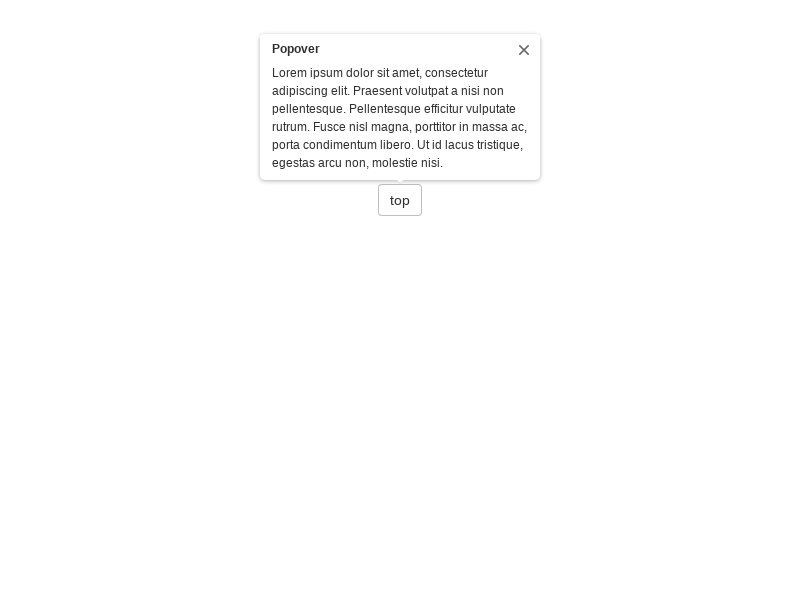 Popover
Lorem ipsum dolor sit amet, consectetur
adipiscing elit. Praesent volutpat a nisi non
pellentesque. Pellentesque efficitur vulputate
rutrum. Fusce nisl magna, porttitor in massa ac,
porta condimentum libero. Ut id lacus tristique,
egestas arcu non, molestie nisi.
top